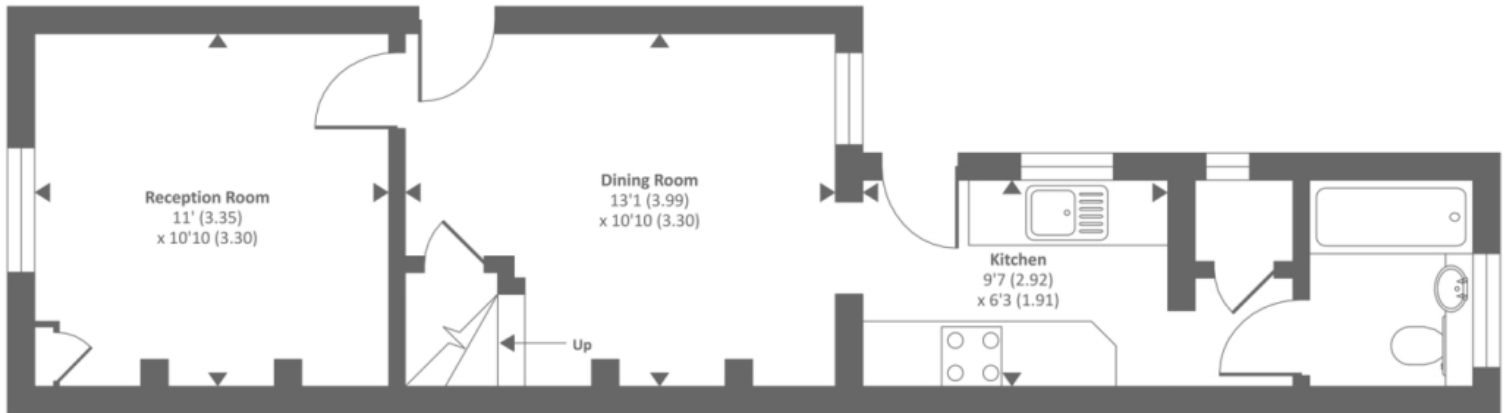 Reception Room
11' (3.35)
x 10'10 (3.30)
Dining Room
13'1 (3.99)
x 10'10 (3.30)
Kitchen
9'7 (2.92)
x 6'3 (1.91)
Up